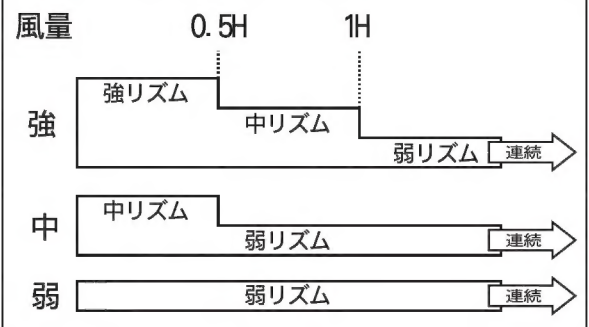 風量 0.5H 1H
強リズム
強 中リズム
弱リズム 連続
中リズム
中 弱リズム 連続
弱 弱リズム 連続